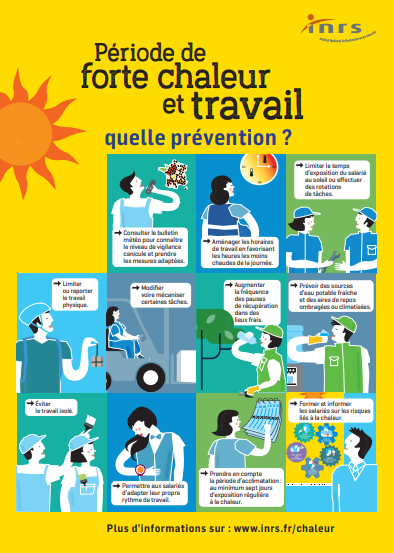 inrs
Période de
forte chaleur
et travail
quelle prévention ?
→ Consulter le bulletin
météo pour connaître
le niveau de vigilance
canicule et prendre
les mesures adaptées.
→ Aménager les horaires
de travail en favorisant
les heures les moins
chaudes de la journée.
→ Limiter le temps
d'exposition du salarié
au soleil ou effectuer
des rotations
de tâches.
→ Limiter
ou reporter
le travail
physique.
→ Modifier
voire mécaniser
certaines tâches.
→ Augmenter
la fréquence
des pauses
de récupération
dans des
lieux frais.
→ Prévoir des sources
d'eau potable fraîche
et des aires de repos
ombragées ou climatisées.
→ Éviter
le travail isolé.
→ Permettre aux salariés
d'adapter leur propre
rythme de travail.
→ Prendre en compte
la période d'acclimatation :
au minimum sept jours
d'exposition régulière
à la chaleur.
→ Former et informer
les salariés sur les risques
liés à la chaleur.
Plus d'informations sur : www.inrs.fr/chaleur